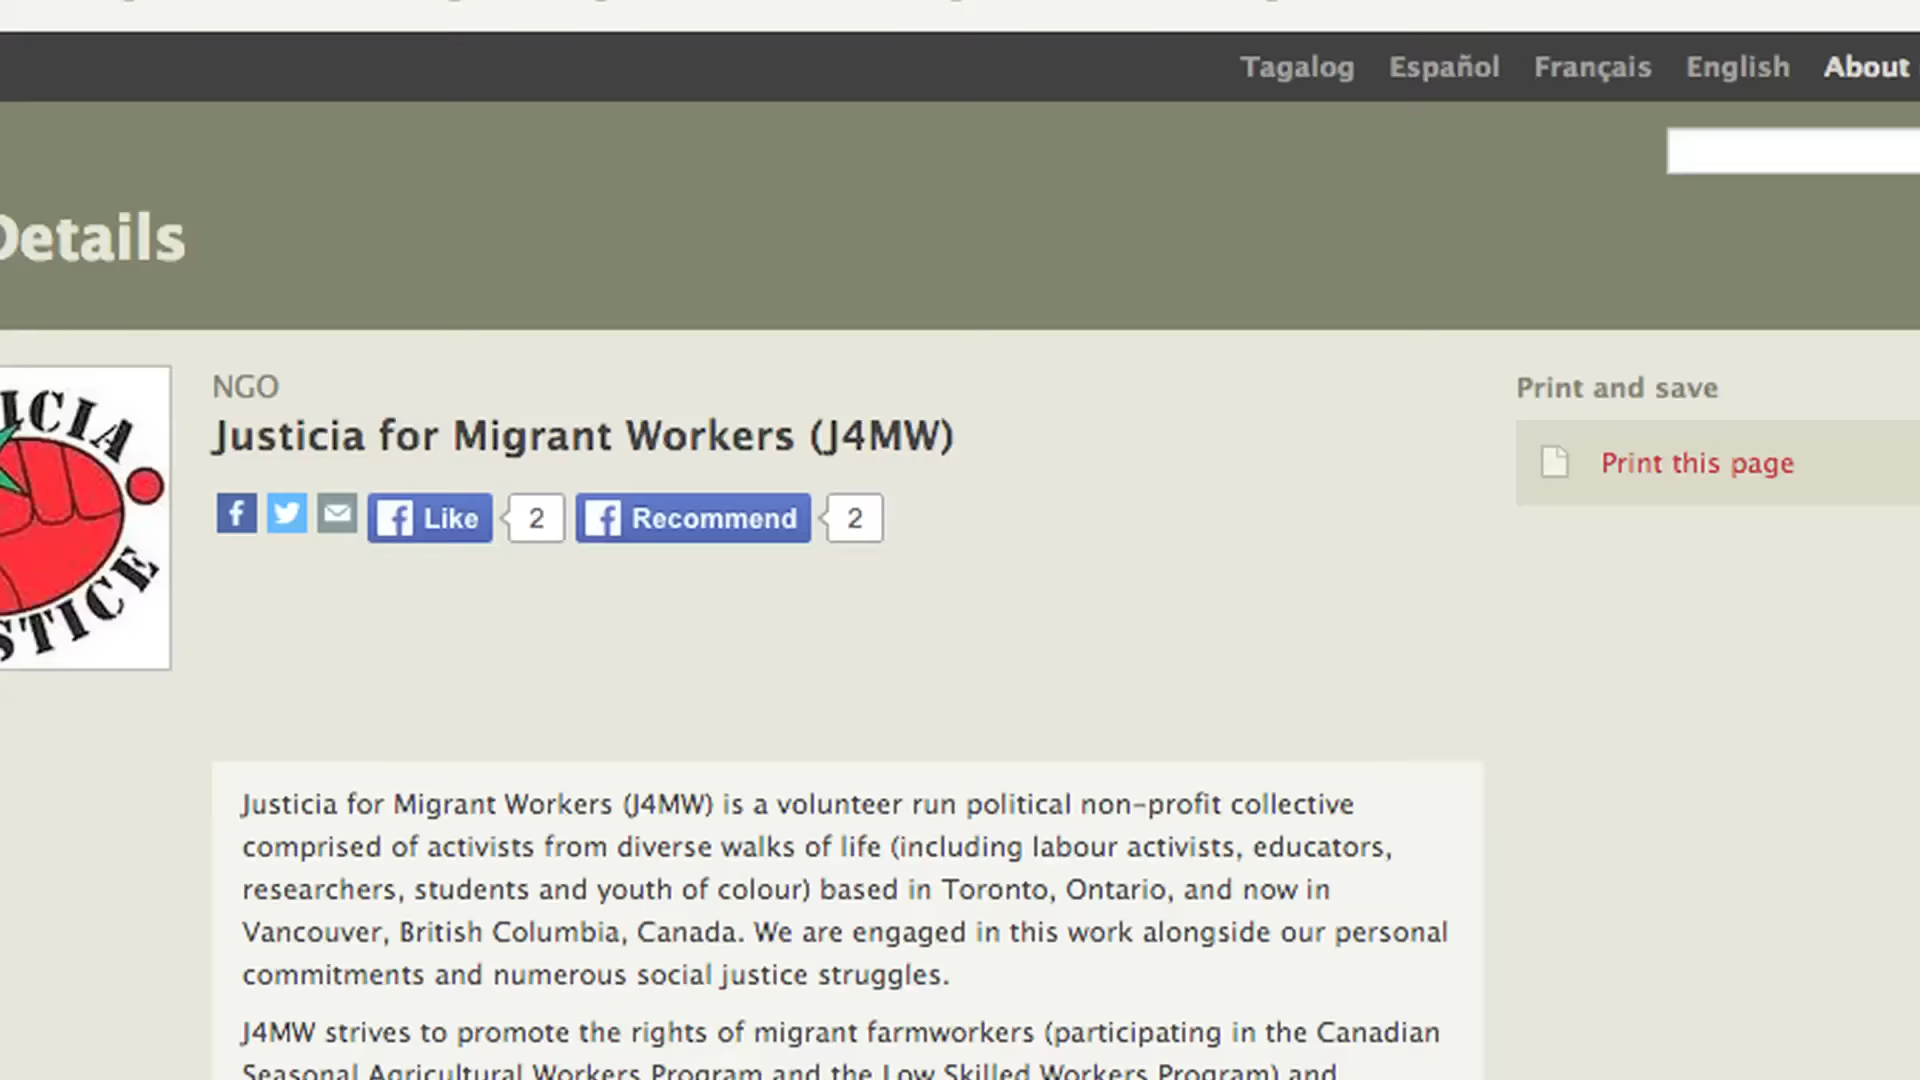 Tagalog Español Français English About
Details
ICIA
STICE
NGO
Justicia for Migrant Workers (J4MW)
Like 2 Recommend 2
Print and save
Print this page
Justicia for Migrant Workers (J4MW) is a volunteer run political non-profit collective
comprised of activists from diverse walks of life (including labour activists, educators,
researchers, students and youth of colour) based in Toronto, Ontario, and now in
Vancouver, British Columbia, Canada. We are engaged in this work alongside our personal
commitments and numerous social justice struggles.
J4MW strives to promote the rights of migrant farmworkers (participating in the Canadian
Seasonal Agricultural Workers Program and the Low Skilled Workers Program) and